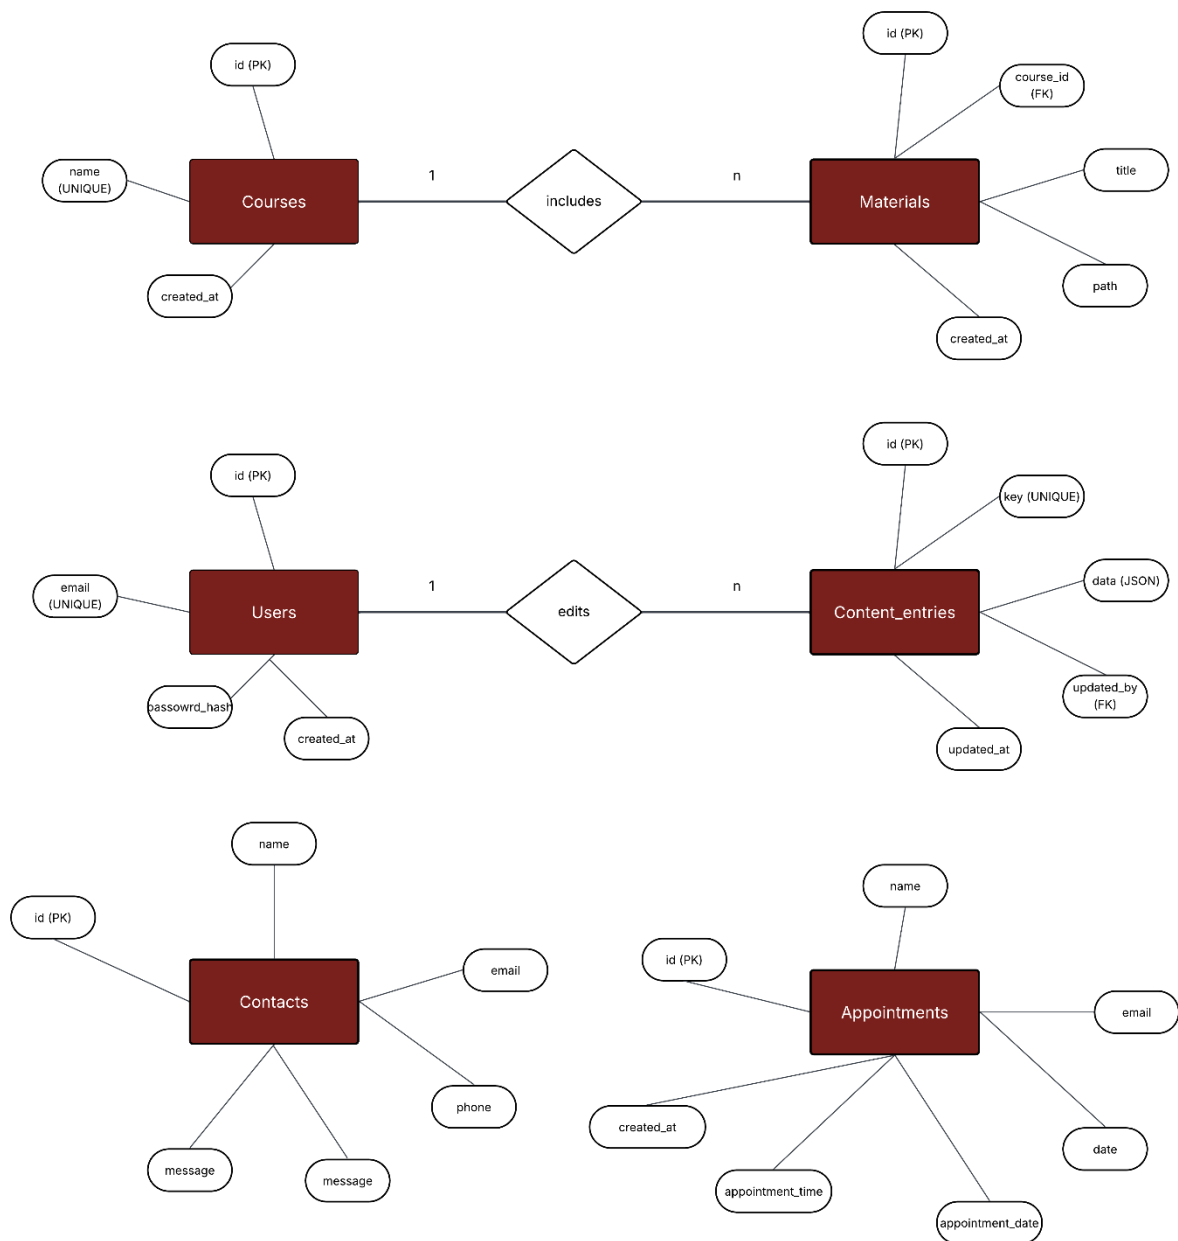 id (PK)
id (PK)
course_id
(FK)
name
(UNIQUE)
Courses
1
includes
n
Materials
title
created_at
path
created_at
id (PK)
id (PK)
key (UNIQUE)
email
(UNIQUE)
Users
1
edits
n
Content_entries
data (JSON)
passowrd_hash
created_at
updated_by
(FK)
updated_at
name
name
id (PK)
id (PK)
email
Contacts
Appointments
email
phone
created_at
date
message
message
appointment_time
appointment_date